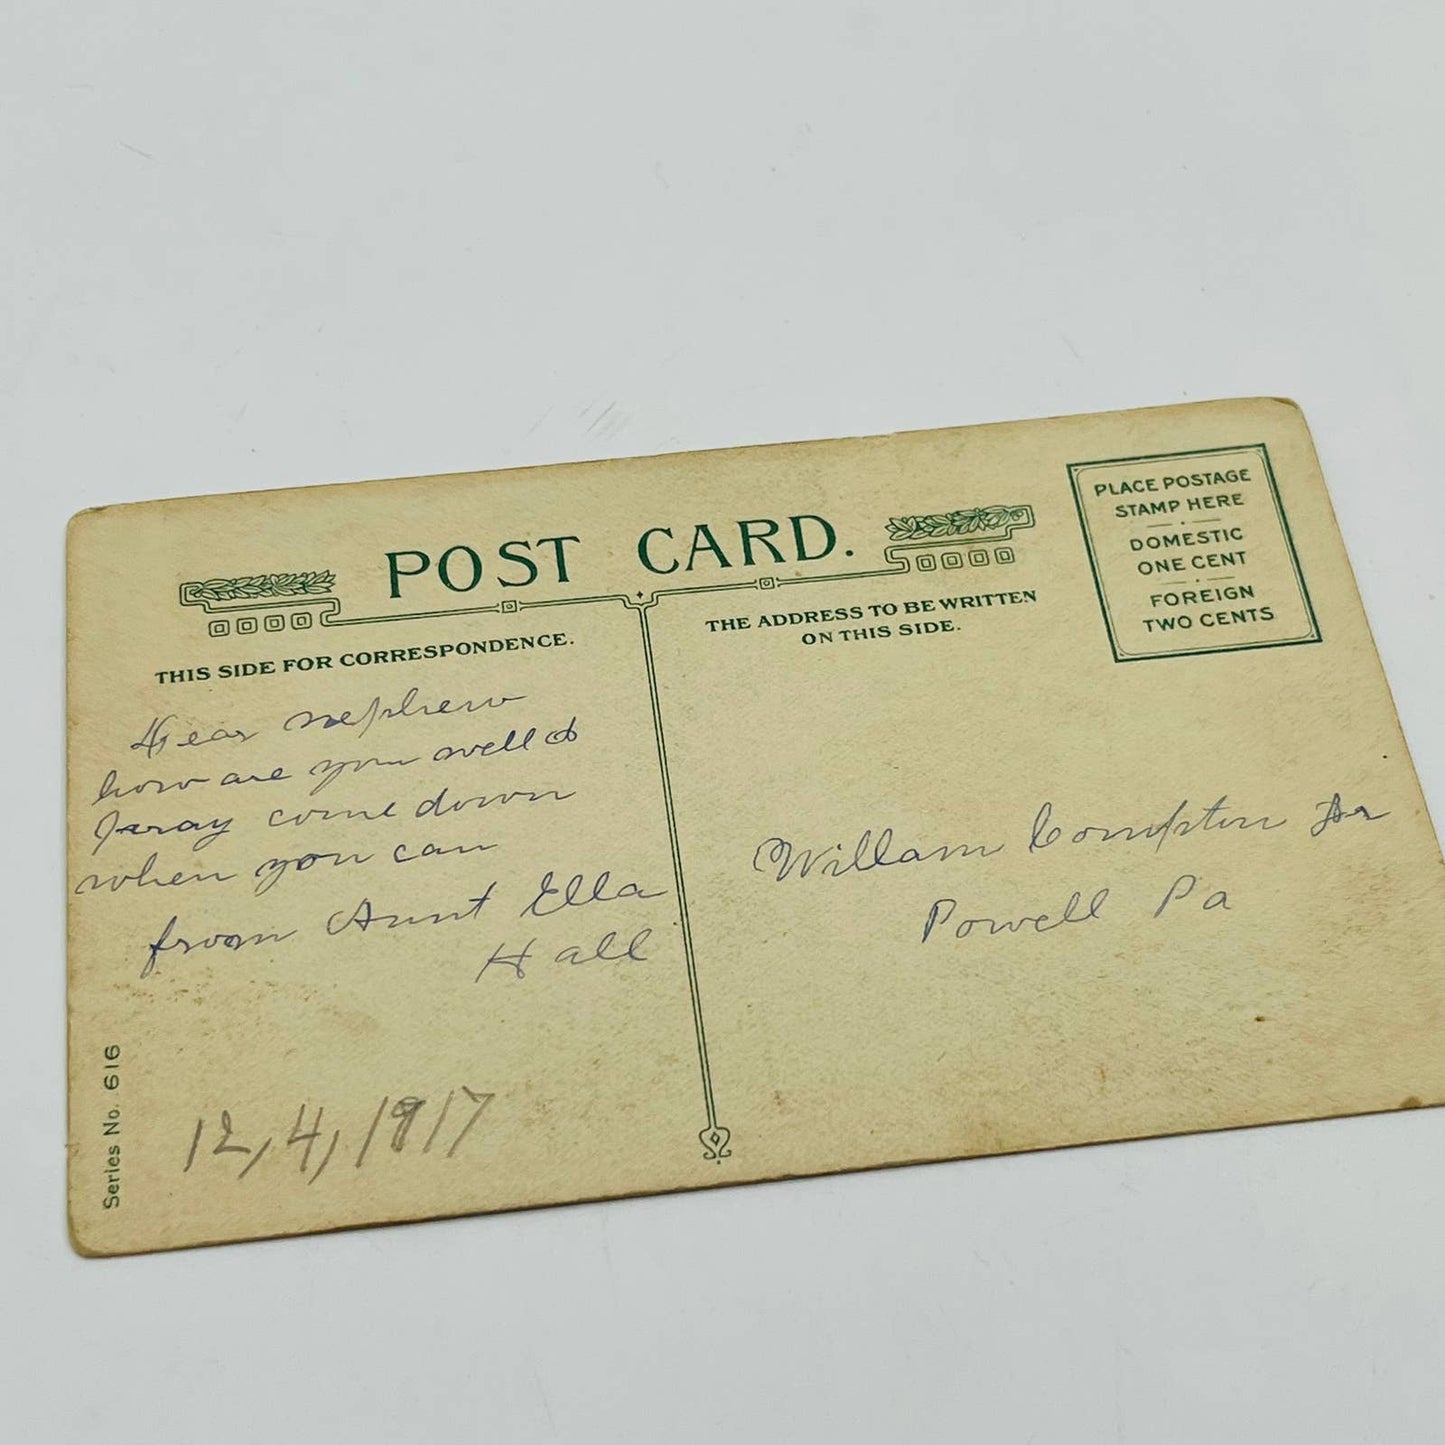 POST CARD.
THIS SIDE FOR CORRESPONDENCE.
THE ADDRESS TO BE WRITTEN
ON THIS SIDE.
PLACE POSTAGE
STAMP HERE
DOMESTIC
ONE CENT
FOREIGN
TWO CENTS
Dear nephew
how are you well &
come down
when you can
from Aunt Ella
Hall
12,4,1917
Series No. 616
William Compton Jr
Powell Pa